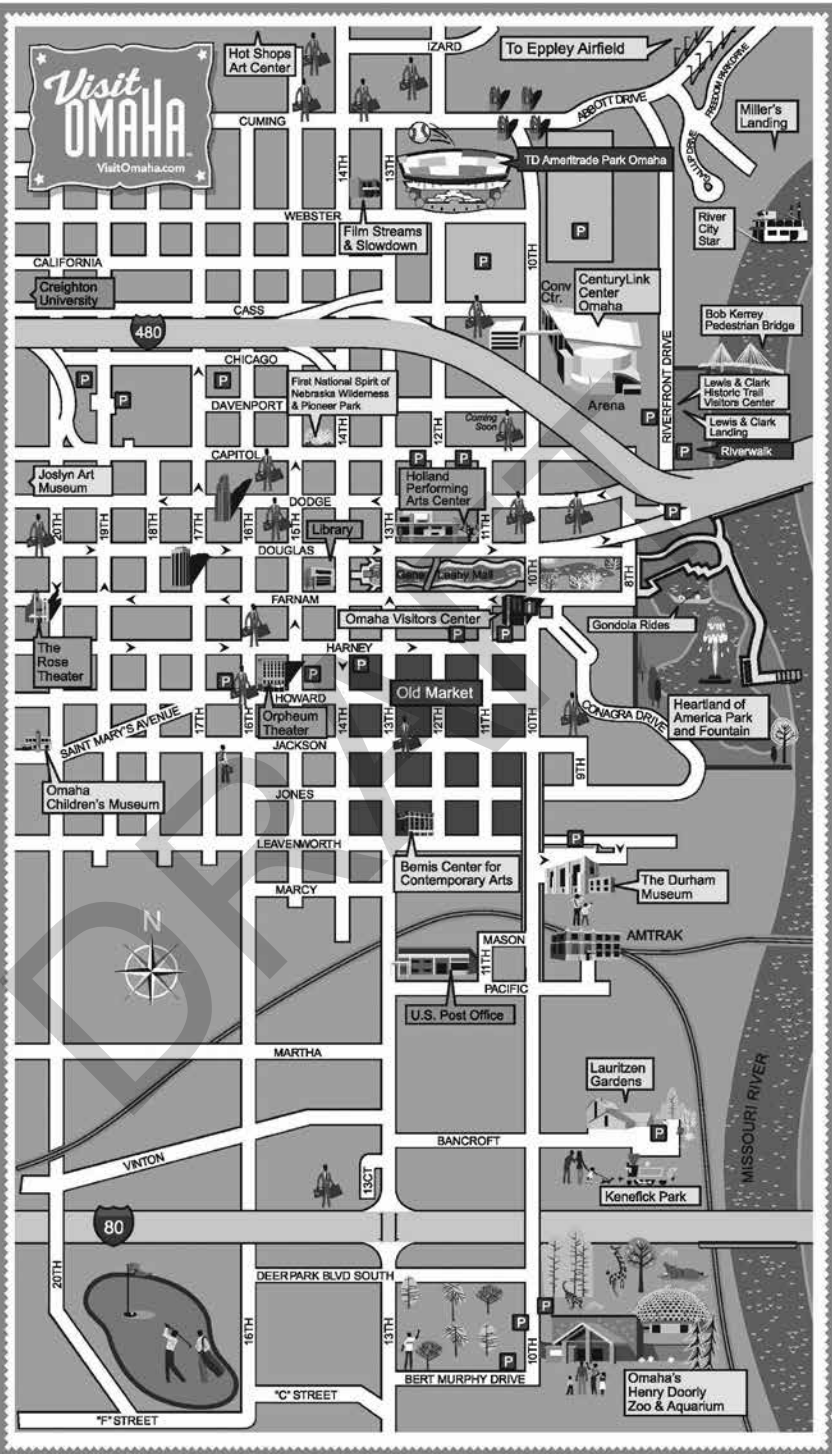 Visit
OMAHA
VisitOmaha.com
Hot Shops
Art Center
IZARD
To Eppley Airfield
ABBOTT DRIVE
FREEDOM PARK DRIVE
GALLUP DRIVE
Miller's
Landing
CUMING
14TH
13TH
TD Ameritrade Park Omaha
WEBSTER
Film Streams
& Slowdown
River
City
Star
P
P
10TH
CALIFORNIA
Creighton
University
CASS
Conv
Ctr.
CenturyLink
Center
Omaha
Bob Kerrey
Pedestrian Bridge
480
CHICAGO
RIVERFRONT DRIVE
P
P
P
First National Spirit of
Nebraska Wilderness
& Pioneer Park
DAVENPORT
Arena
Lewis & Clark
Historic Trail
Visitors Center
P
14TH
12TH
Coming
Soon
Lewis & Clark
Landing
CAPITOL
P
P
P
Riverwalk
Joslyn Art
Museum
Holland
Performing
Arts Center
DODGE
P
20TH
19TH
18TH
17TH
16TH
15TH
Library
13TH
11TH
DOUGLAS
Gene Leahy Mall
10TH
8TH
FARNAM
Omaha Visitors Center
P
P
Gondola Rides
The
Rose
Theater
HARNEY
P
P
P
Old Market
HOWARD
Orpheum
Theater
CONAGRA DRIVE
Heartland of
America Park
and Fountain
SAINT MARY'S AVENUE
17TH
16TH
14TH
13TH
12TH
11TH
10TH
JACKSON
9TH
Omaha
Children's Museum
JONES
LEAVENWORTH
P
Bemis Center for
Contemporary Arts
The Durham
Museum
MARCY
N
MASON
AMTRAK
11TH
PACIFIC
U.S. Post Office
MARTHA
Lauritzen
Gardens
BANCROFT
P
VINTON
13CT
Kenefick Park
MISSOURI RIVER
80
DEER PARK BLVD SOUTH
20TH
16TH
13TH
10TH
P
P
P
BERT MURPHY DRIVE
"C" STREET
"F" STREET
Omaha's
Henry Doorly
Zoo & Aquarium
DRAFT